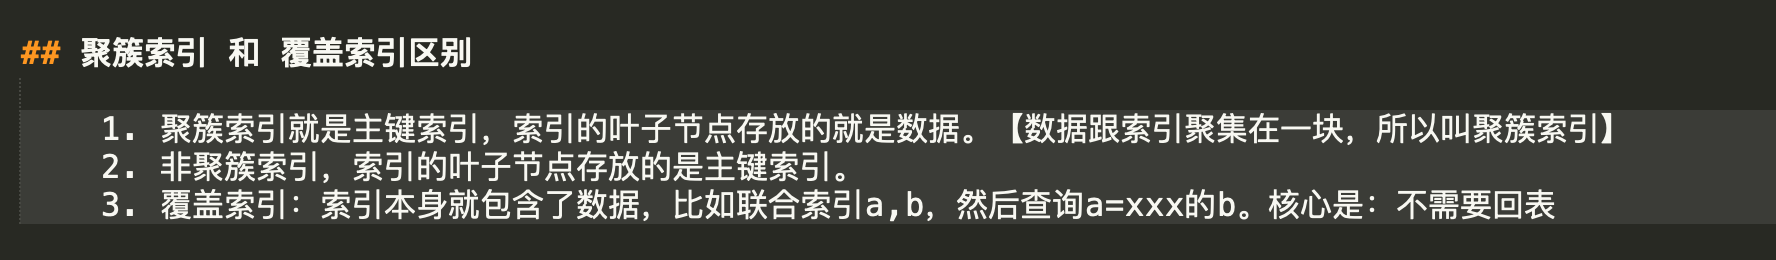 ## 聚簇索引 和 覆盖索引区别
1. 聚簇索引就是主键索引，索引的叶子节点存放的就是数据。【数据跟索引聚集在一块，所以叫聚簇索引】
2. 非聚簇索引，索引的叶子节点存放的是主键索引。
3. 覆盖索引：索引本身就包含了数据，比如联合索引a,b，然后查询a=xxx的b。核心是：不需要回表